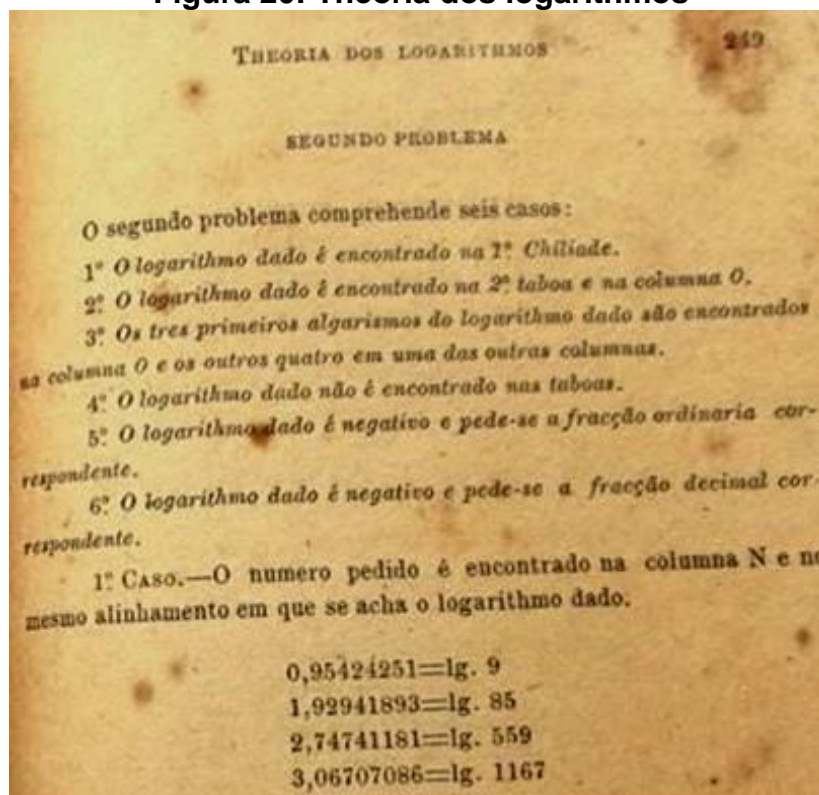 Figura 20: Theoria dos logarithmos
THEORIA DOS LOGARITHMOS 249
SEGUNDO PROBLEMA
O segundo problema comprehende seis casos:
1º O logarithmo dado é encontrado na 1ª Chiliade.
2º O logarithmo dado é encontrado na 2ª taboa e na columna 0.
3º Os tres primeiros algarismos do logarithmo dado são encontrados
na columna 0 e os outros quatro em uma das outras columnas.
4º O logarithmo dado não é encontrado nas taboas.
5º O logarithmo dado é negativo e pede-se a fracção ordinaria cor-
respondente.
6º O logarithmo dado é negativo e pede-se a fracção decimal cor-
respondente.
1º CASO.—O numero pedido é encontrado na columna N e no
mesmo alinhamento em que se acha o logarithmo dado.
0,95424251=lg. 9
1,92941893=lg. 85
2,74741181=lg. 559
3,06707086=lg. 1167